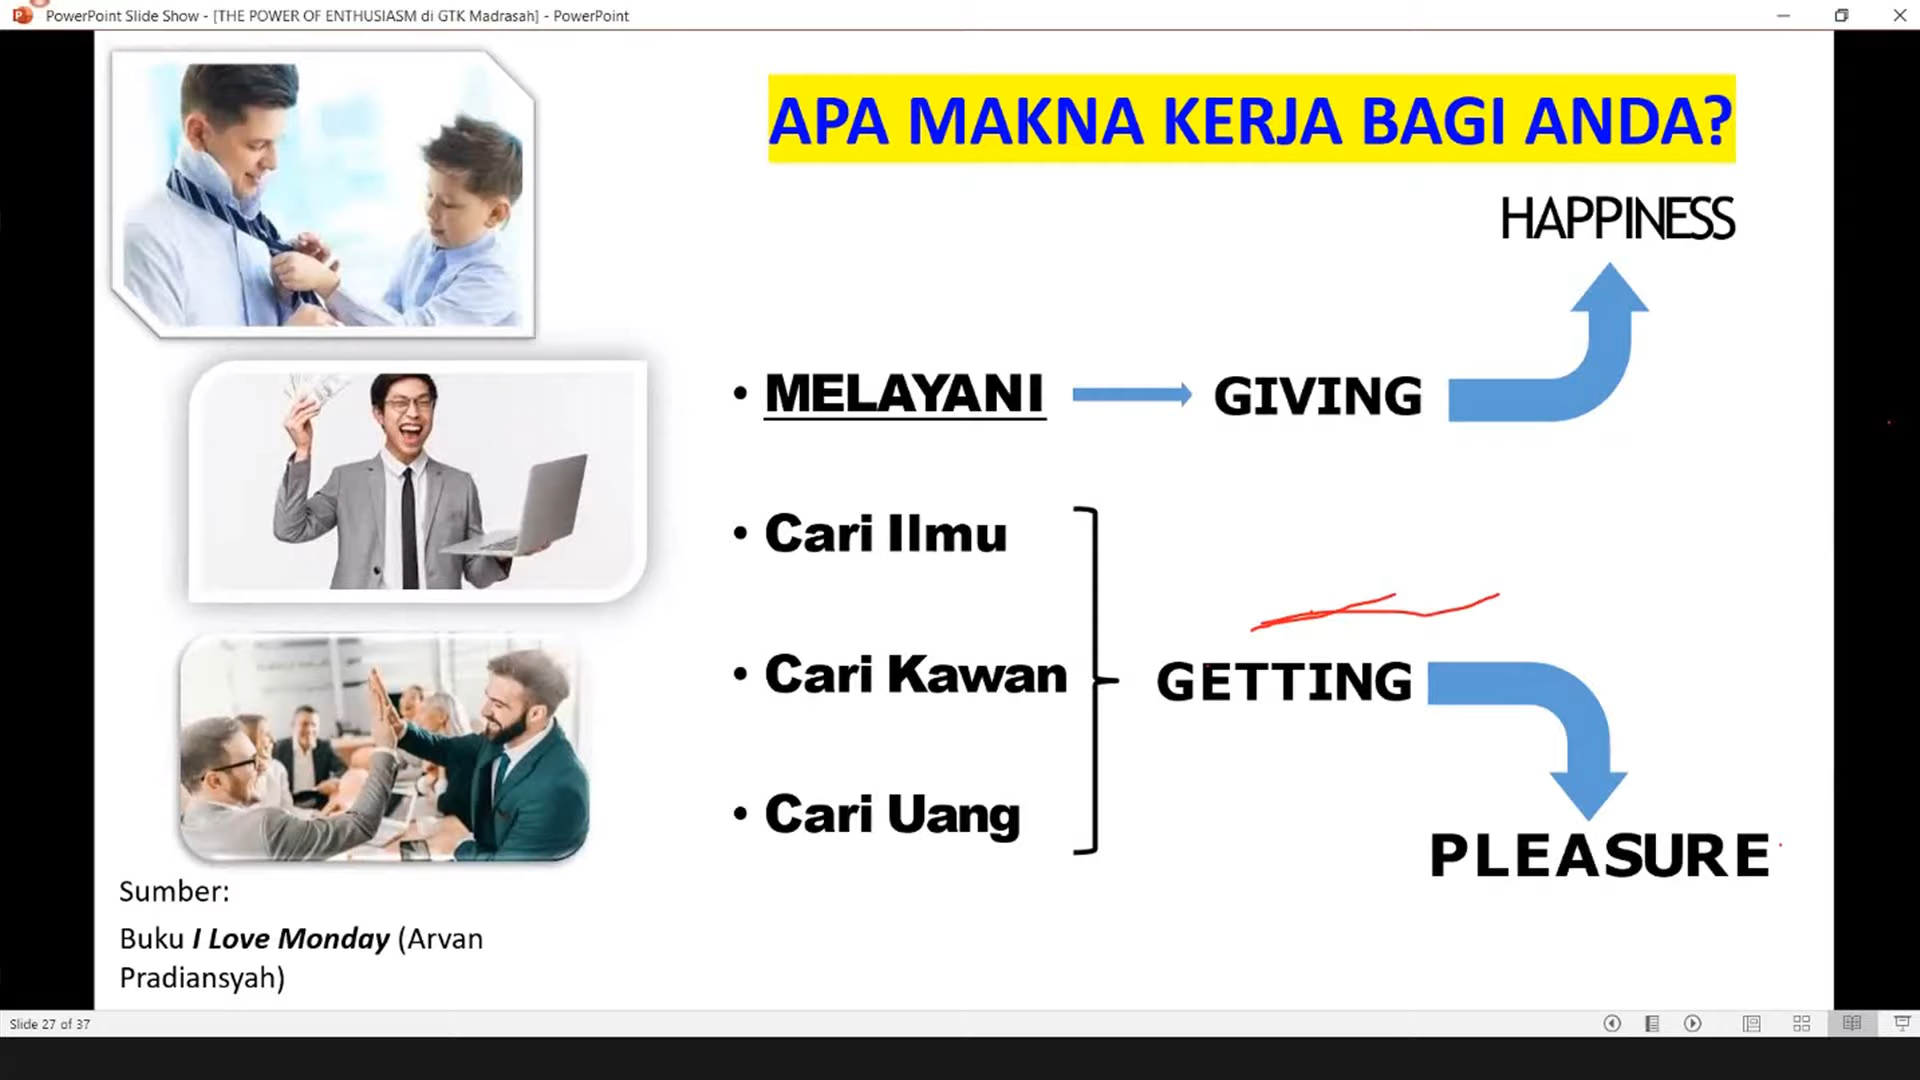 PowerPoint Slide Show - [THE POWER OF ENTHUSIASM di GTK Madrasah] - PowerPoint
APA MAKNA KERJA BAGI ANDA?
HAPPINESS
• MELAYANI
GIVING
• Cari Ilmu
• Cari Kawan
GETTING
• Cari Uang
PLEASURE
Sumber:
Buku I Love Monday (Arvan
Pradiansyah)
Slide 27 of 37